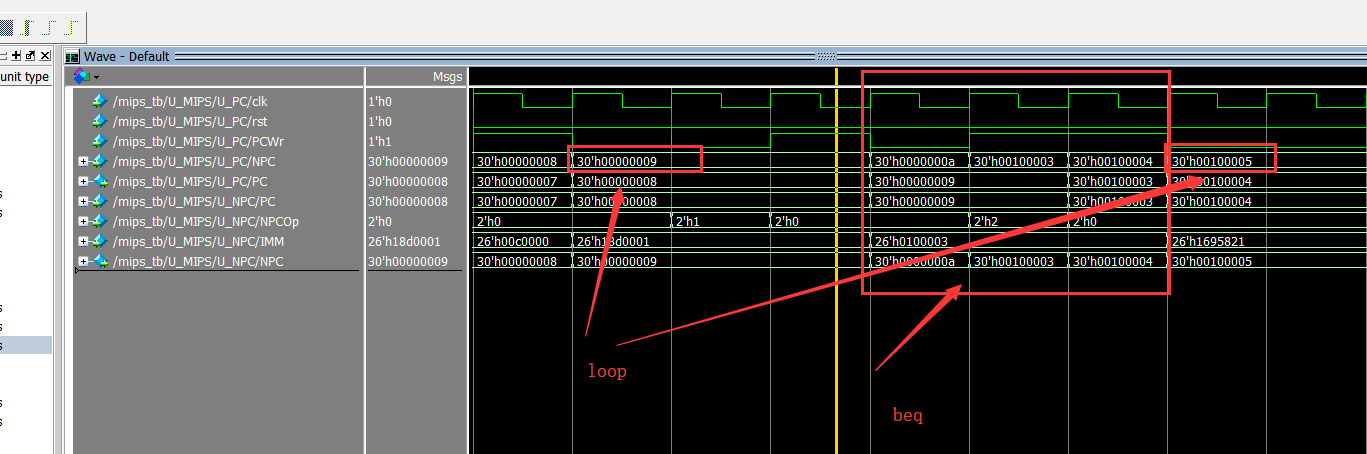 unit type
Wave - Default
Msgs
/mips_tb/U_MIPS/U_PC/clk 1'h0
/mips_tb/U_MIPS/U_PC/rst 1'h0
/mips_tb/U_MIPS/U_PC/PCWr 1'h1
/mips_tb/U_MIPS/U_PC/NPC 30'h00000009 30'h00000008 30'h00000009 30'h0000000a 30'h00100003 30'h00100004 30'h00100005
/mips_tb/U_MIPS/U_PC/PC 30'h00000008 30'h00000007 30'h00000008 30'h00000009 30'h00100003 30'h00100004
/mips_tb/U_MIPS/U_NPC/PC 30'h00000008 30'h00000007 30'h00000008 30'h00000009 30'h00100003 30'h00100004
/mips_tb/U_MIPS/U_NPC/NPCOp 2'h0 2'h0 2'h1 2'h0 2'h2 2'h0
/mips_tb/U_MIPS/U_NPC/IMM 26'h18d0001 26'h00c0000 26'h18d0001 26'h0100003 26'h1695821
/mips_tb/U_MIPS/U_NPC/NPC 30'h00000009 30'h00000008 30'h00000009 30'h0000000a 30'h00100003 30'h00100004 30'h00100005
loop
beq